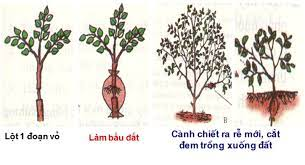 Lột 1 đoạn vỏ
Làm bầu đất
Cành chiết ra rễ mới, cắt
đem trồng xuống đất
B